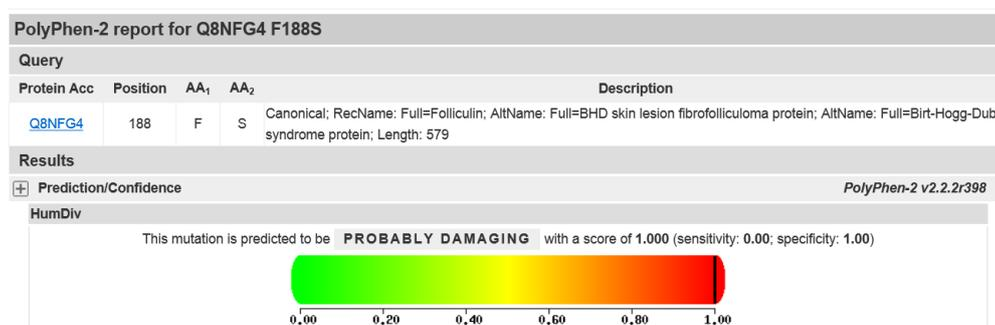 PolyPhen-2 report for Q8NFG4 F188S
Query
Protein Acc Position AA₁ AA₂ Description
Q8NFG4 188 F S Canonical; RecName: Full=Folliculin; AltName: Full=BHD skin lesion fibrofolliculoma protein; AltName: Full=Birt-Hogg-Dub
syndrome protein; Length: 579
Results
+ Prediction/Confidence PolyPhen-2 v2.2.2r398
HumDiv
This mutation is predicted to be PROBABLY DAMAGING with a score of 1.000 (sensitivity: 0.00; specificity: 1.00)
0.00 0.20 0.40 0.60 0.80 1.00